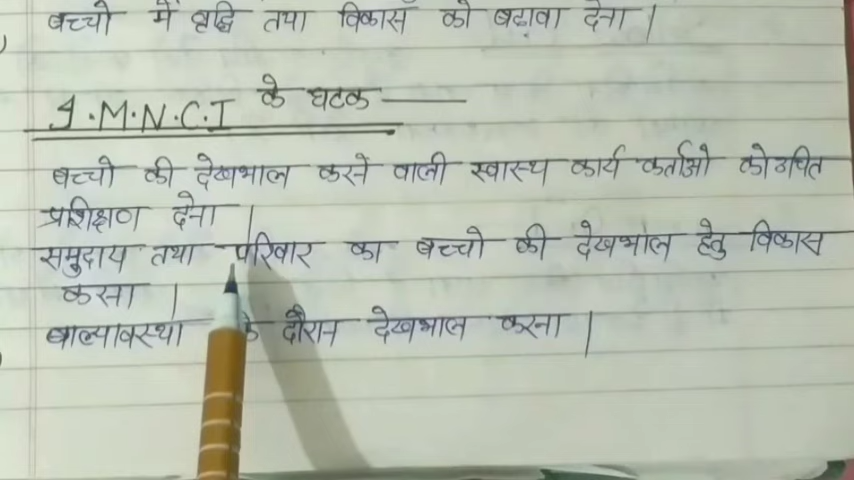 बच्चो में वृद्धि तथा विकास को बढावा देना |
I.M.N.C.I के घटक ——
बच्चो की देखभाल करने वाली स्वास्थ कार्य कर्ताओ को उचित
प्रशिक्षण देना |
समुदाय तथा परिवार का बच्चो की देखभाल हेतु विकास
करना |
बाल्यावस्था के दौरान देखभाल करना |